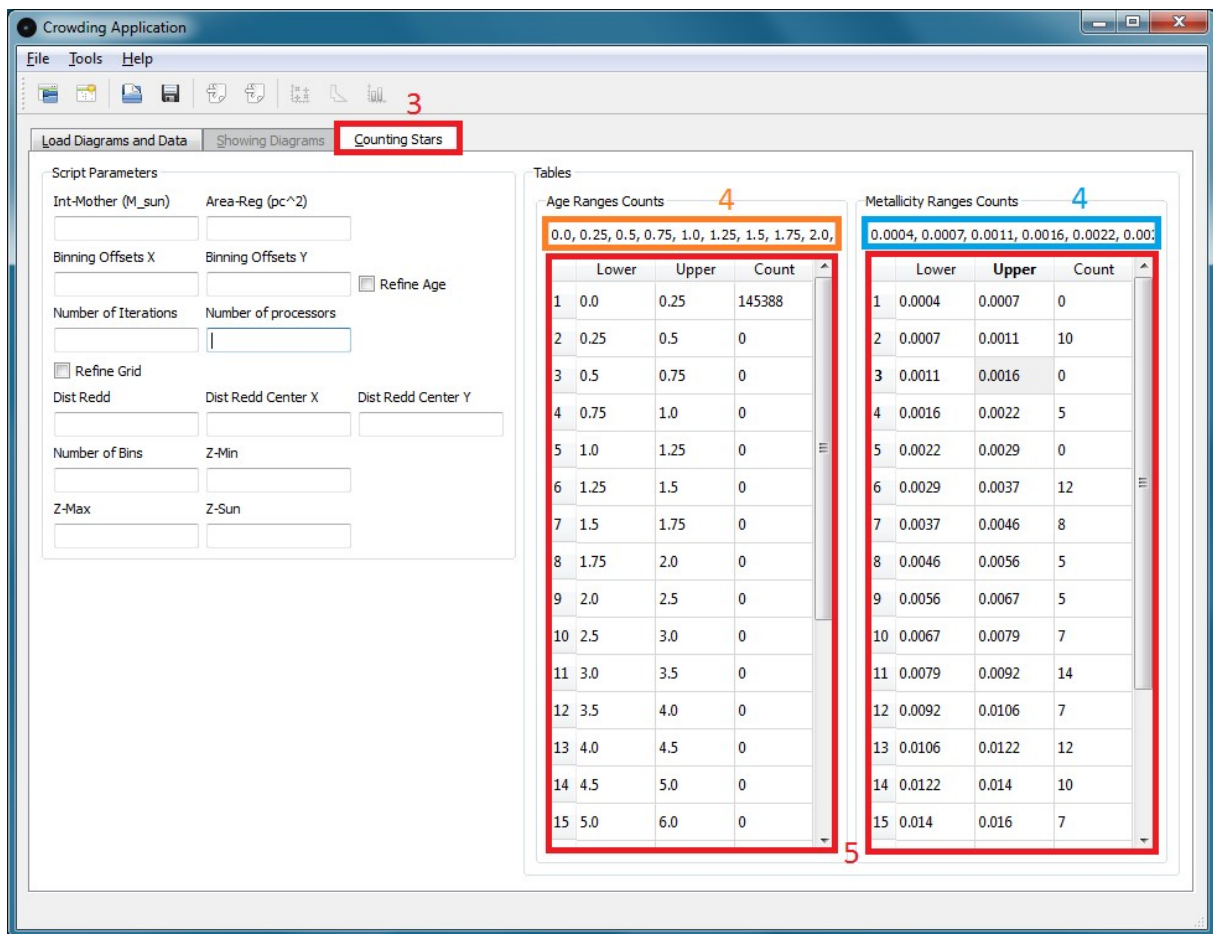 Crowding Application
File Tools Help
3
Load Diagrams and Data Showing Diagrams Counting Stars
Script Parameters
Int-Mother (M_sun) Area-Reg (pc^2)
Binning Offsets X Binning Offsets Y
Refine Age
Number of Iterations Number of processors
Refine Grid
Dist Redd Dist Redd Center X Dist Redd Center Y
Number of Bins Z-Min
Z-Max Z-Sun
Tables
Age Ranges Counts 4
0.0, 0.25, 0.5, 0.75, 1.0, 1.25, 1.5, 1.75, 2.0,
Lower Upper Count
1 0.0 0.25 145388
2 0.25 0.5 0
3 0.5 0.75 0
4 0.75 1.0 0
5 1.0 1.25 0
6 1.25 1.5 0
7 1.5 1.75 0
8 1.75 2.0 0
9 2.0 2.5 0
10 2.5 3.0 0
11 3.0 3.5 0
12 3.5 4.0 0
13 4.0 4.5 0
14 4.5 5.0 0
15 5.0 6.0 0
Metallicity Ranges Counts 4
0.0004, 0.0007, 0.0011, 0.0016, 0.0022, 0.002
Lower Upper Count
1 0.0004 0.0007 0
2 0.0007 0.0011 10
3 0.0011 0.0016 0
4 0.0016 0.0022 5
5 0.0022 0.0029 0
6 0.0029 0.0037 12
7 0.0037 0.0046 8
8 0.0046 0.0056 5
9 0.0056 0.0067 5
10 0.0067 0.0079 7
11 0.0079 0.0092 14
12 0.0092 0.0106 7
13 0.0106 0.0122 12
14 0.0122 0.014 10
15 0.014 0.016 7
5